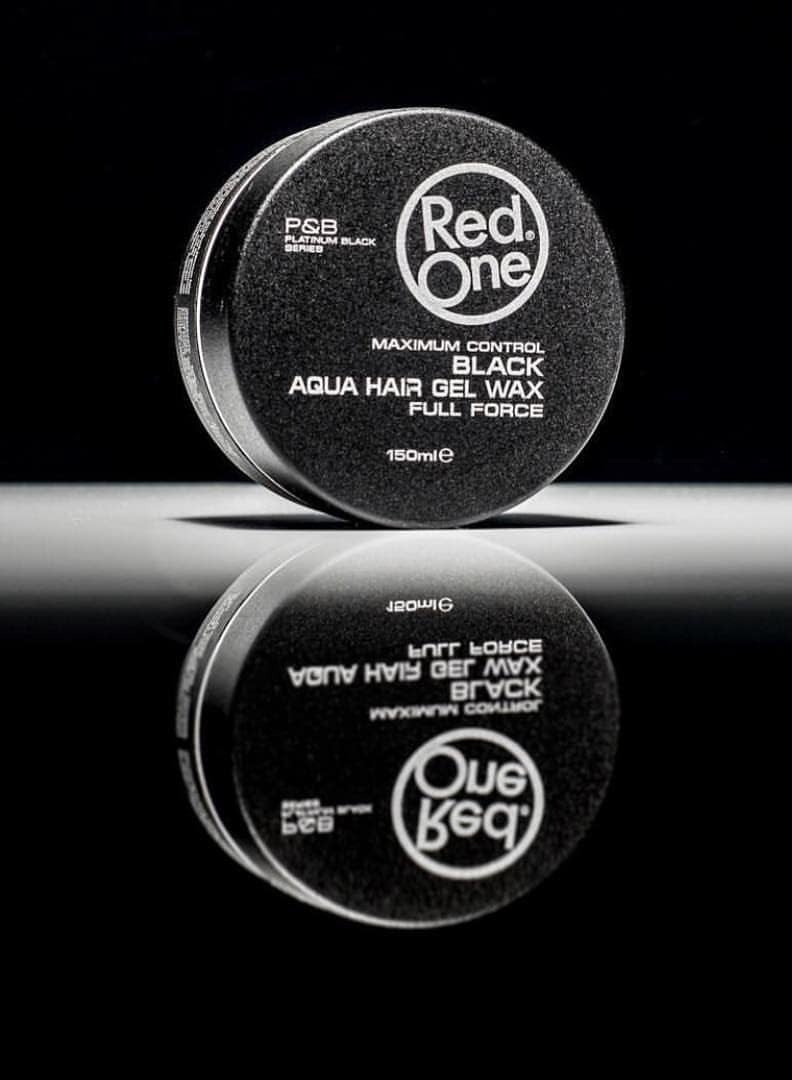 P&B
PLATINUM BLACK
SERIES
Red.®
One
MAXIMUM CONTROL
BLACK
AQUA HAIR GEL WAX
FULL FORCE
150ml℮